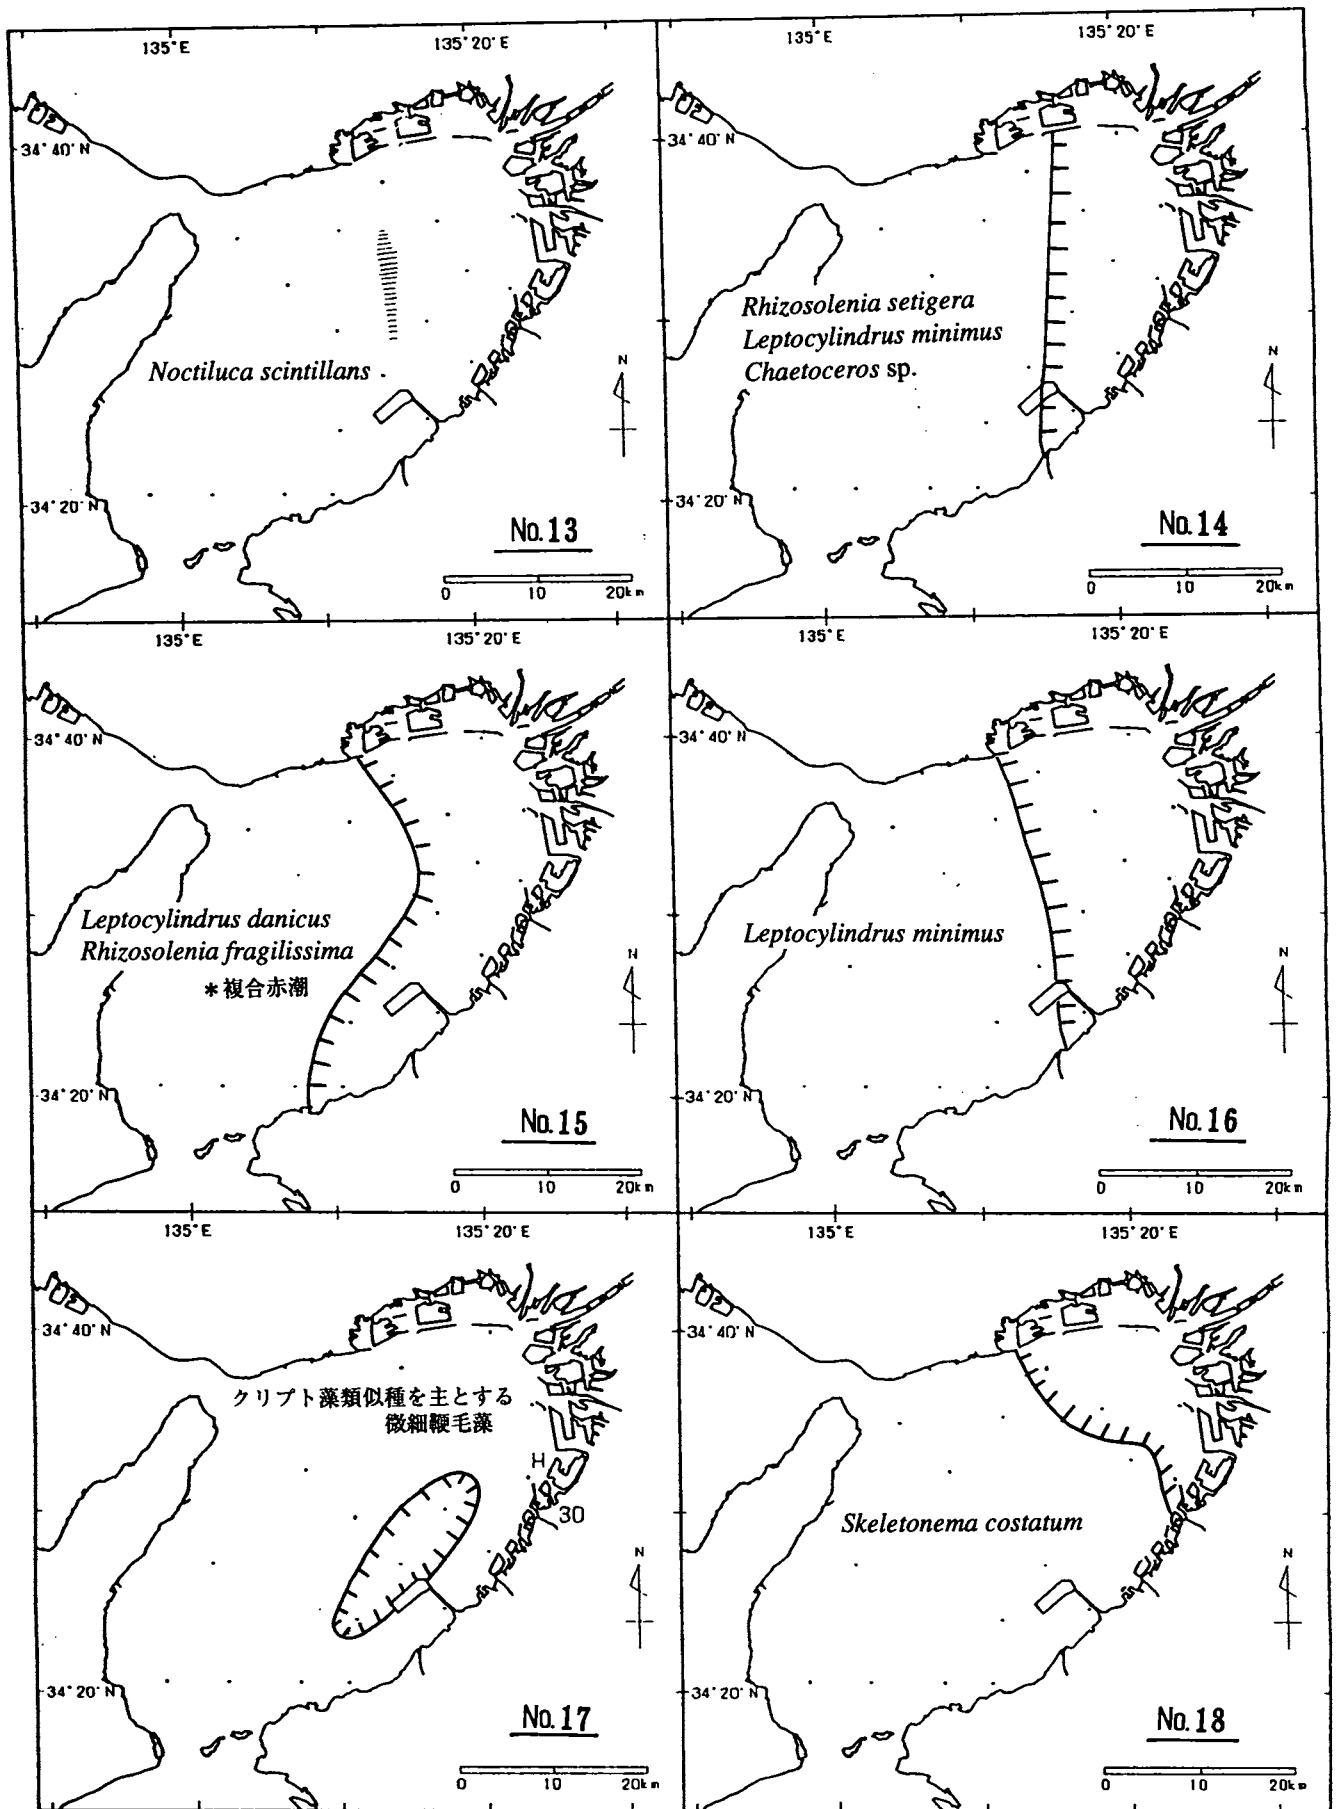 135°E
135°20'E
34°40'N
Noctiluca scintillans
N
34°20'N
No.13
0 10 20km
135°E
135°20'E
34°40'N
Rhizosolenia setigera
Leptocylindrus minimus
Chaetoceros sp.
N
34°20'N
No.14
0 10 20km
135°E
135°20'E
34°40'N
Leptocylindrus danicus
Rhizosolenia fragilissima
*複合赤潮
N
34°20'N
No.15
0 10 20km
135°E
135°20'E
34°40'N
Leptocylindrus minimus
N
34°20'N
No.16
0 10 20km
135°E
135°20'E
34°40'N
クリプト藻類似種を主とする
微細鞭毛藻
H
30
N
34°20'N
No.17
0 10 20km
135°E
135°20'E
34°40'N
Skeletonema costatum
N
34°20'N
No.18
0 10 20km